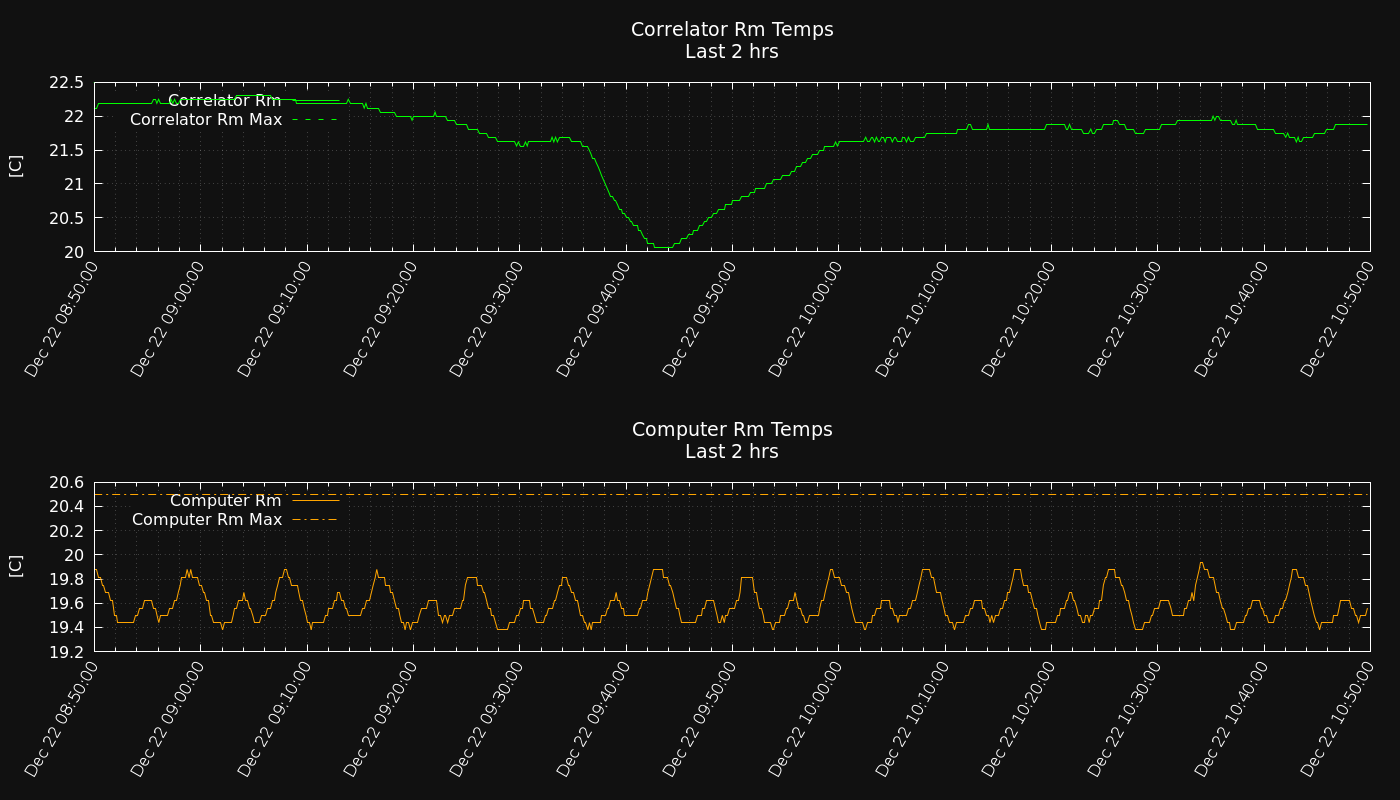 Correlator Rm Temps
Last 2 hrs
22.5
22
21.5
21
20.5
20
[C]
Correlator Rm
Correlator Rm Max
Dec 22 08:50:00
Dec 22 09:00:00
Dec 22 09:10:00
Dec 22 09:20:00
Dec 22 09:30:00
Dec 22 09:40:00
Dec 22 09:50:00
Dec 22 10:00:00
Dec 22 10:10:00
Dec 22 10:20:00
Dec 22 10:30:00
Dec 22 10:40:00
Dec 22 10:50:00
Computer Rm Temps
Last 2 hrs
20.6
20.4
20.2
20
19.8
19.6
19.4
19.2
[C]
Computer Rm
Computer Rm Max
Dec 22 08:50:00
Dec 22 09:00:00
Dec 22 09:10:00
Dec 22 09:20:00
Dec 22 09:30:00
Dec 22 09:40:00
Dec 22 09:50:00
Dec 22 10:00:00
Dec 22 10:10:00
Dec 22 10:20:00
Dec 22 10:30:00
Dec 22 10:40:00
Dec 22 10:50:00